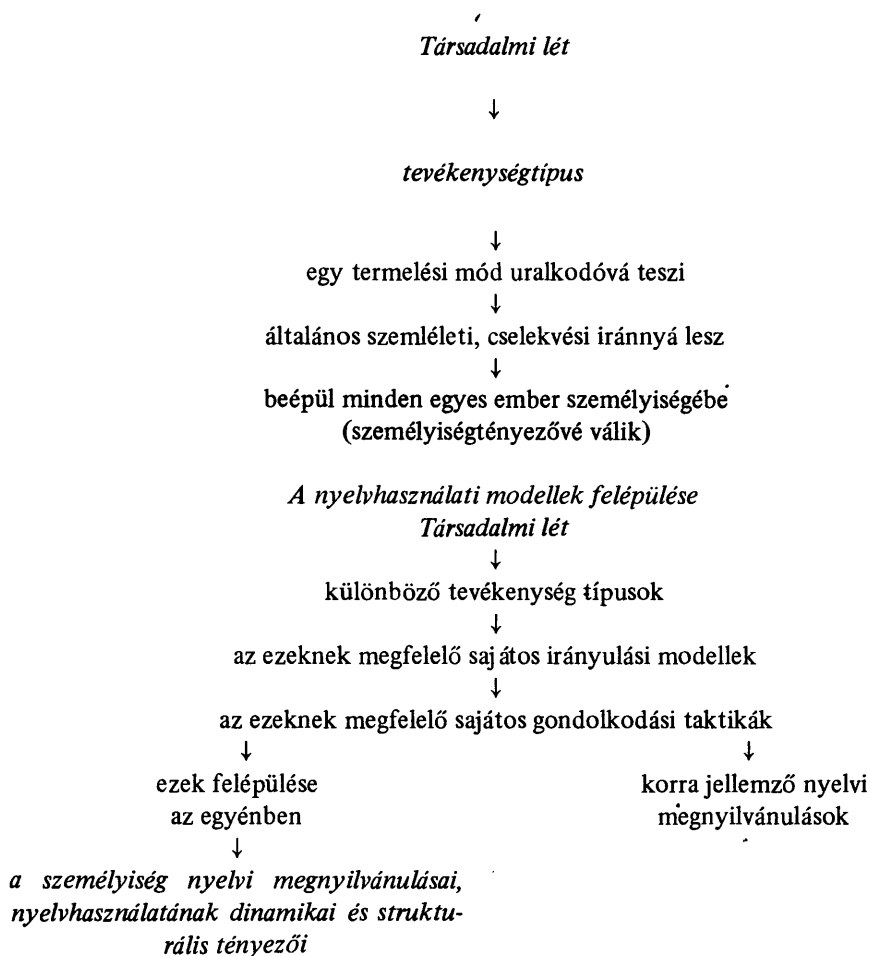 Társadalmi lét
↓
tevékenységtípus
↓
egy termelési mód uralkodóvá teszi
↓
általános szemléleti, cselekvési iránnyá lesz
↓
beépül minden egyes ember személyiségébe
(személyiségtényezővé válik)
A nyelvhasználati modellek felépülése
Társadalmi lét
↓
különböző tevékenység típusok
↓
az ezeknek megfelelő sajátos irányulási modellek
↓
az ezeknek megfelelő sajátos gondolkodási taktikák
↓ ↓
ezek felépülése korra jellemző nyelvi
az egyénben megnyilvánulások
↓
a személyiség nyelvi megnyilvánulásai,
nyelvhasználatának dinamikai és struktu-
rális tényezői